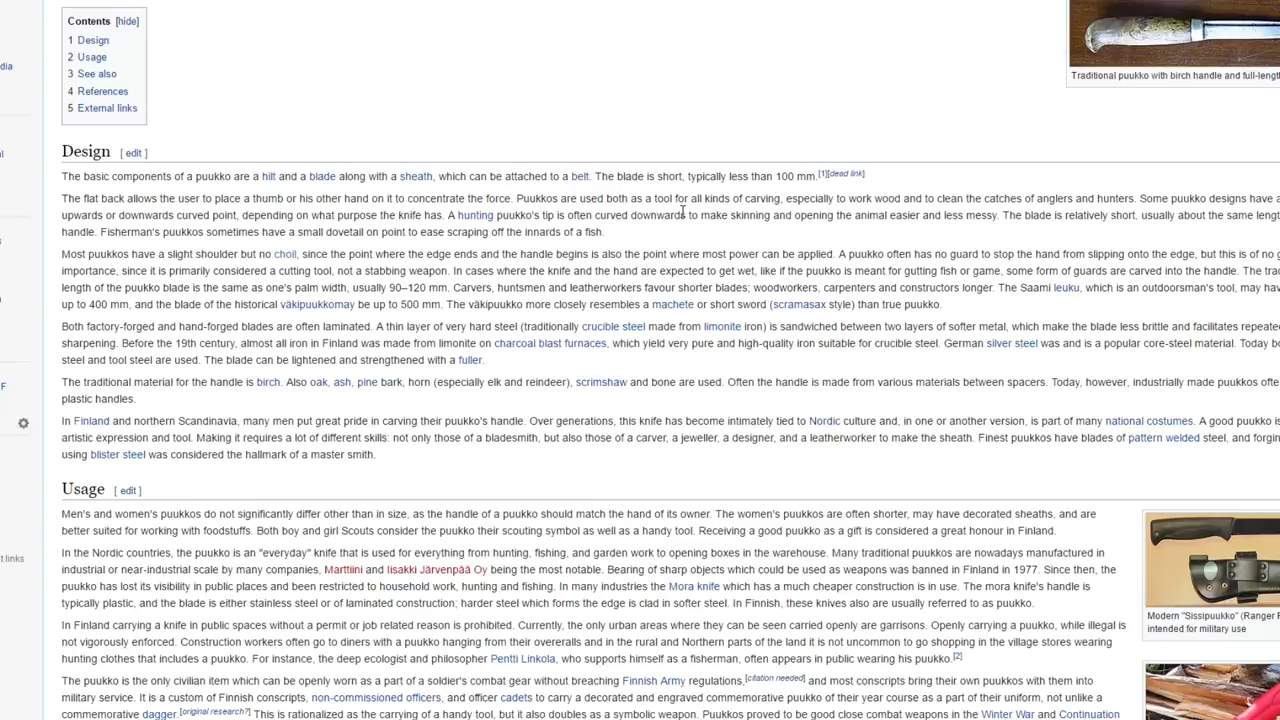 Contents [hide]
1 Design
2 Usage
3 See also
4 References
5 External links
dia
Traditional puukko with birch handle and full-lengt
al
F
t links
Design [ edit ]
The basic components of a puukko are a hilt and a blade along with a sheath, which can be attached to a belt. The blade is short, typically less than 100 mm.[1][dead link]
The flat back allows the user to place a thumb or his other hand on it to concentrate the force. Puukkos are used both as a tool for all kinds of carving, especially to work wood and to clean the catches of anglers and hunters. Some puukko designs have a
upwards or downwards curved point, depending on what purpose the knife has. A hunting puukko's tip is often curved downwards to make skinning and opening the animal easier and less messy. The blade is relatively short, usually about the same lengt
handle. Fisherman's puukkos sometimes have a small dovetail on point to ease scraping off the innards of a fish.
Most puukkos have a slight shoulder but no choil, since the point where the edge ends and the handle begins is also the point where most power can be applied. A puukko often has no guard to stop the hand from slipping onto the edge, but this is of no g
importance, since it is primarily considered a cutting tool, not a stabbing weapon. In cases where the knife and the hand are expected to get wet, like if the puukko is meant for gutting fish or game, some form of guards are carved into the handle. The tra
length of the puukko blade is the same as one's palm width, usually 90–120 mm. Carvers, huntsmen and leatherworkers favour shorter blades; woodworkers, carpenters and constructors longer. The Saami leuku, which is an outdoorsman's tool, may hav
up to 400 mm, and the blade of the historical väkipuukkomay be up to 500 mm. The väkipuukko more closely resembles a machete or short sword (scramasax style) than true puukko.
Both factory-forged and hand-forged blades are often laminated. A thin layer of very hard steel (traditionally crucible steel made from limonite iron) is sandwiched between two layers of softer metal, which make the blade less brittle and facilitates repeate
sharpening. Before the 19th century, almost all iron in Finland was made from limonite on charcoal blast furnaces, which yield very pure and high-quality iron suitable for crucible steel. German silver steel was and is a popular core-steel material. Today bo
steel and tool steel are used. The blade can be lightened and strengthened with a fuller.
The traditional material for the handle is birch. Also oak, ash, pine bark, horn (especially elk and reindeer), scrimshaw and bone are used. Often the handle is made from various materials between spacers. Today, however, industrially made puukkos ofte
plastic handles.
In Finland and northern Scandinavia, many men put great pride in carving their puukko's handle. Over generations, this knife has become intimately tied to Nordic culture and, in one or another version, is part of many national costumes. A good puukko is
artistic expression and tool. Making it requires a lot of different skills: not only those of a bladesmith, but also those of a carver, a jeweller, a designer, and a leatherworker to make the sheath. Finest puukkos have blades of pattern welded steel, and forgin
using blister steel was considered the hallmark of a master smith.
Usage [ edit ]
Men's and women's puukkos do not significantly differ other than in size, as the handle of a puukko should match the hand of its owner. The women's puukkos are often shorter, may have decorated sheaths, and are
better suited for working with foodstuffs. Both boy and girl Scouts consider the puukko their scouting symbol as well as a handy tool. Receiving a good puukko as a gift is considered a great honour in Finland.
In the Nordic countries, the puukko is an "everyday" knife that is used for everything from hunting, fishing, and garden work to opening boxes in the warehouse. Many traditional puukkos are nowadays manufactured in
industrial or near-industrial scale by many companies, Marttiini and Iisakki Järvenpää Oy being the most notable. Bearing of sharp objects which could be used as weapons was banned in Finland in 1977. Since then, the
puukko has lost its visibility in public places and been restricted to household work, hunting and fishing. In many industries the Mora knife which has a much cheaper construction is in use. The mora knife's handle is
typically plastic, and the blade is either stainless steel or of laminated construction; harder steel which forms the edge is clad in softer steel. In Finnish, these knives also are usually referred to as puukko.
In Finland carrying a knife in public spaces without a permit or job related reason is prohibited. Currently, the only urban areas where they can be seen carried openly are garrisons. Openly carrying a puukko, while illegal is
not vigorously enforced. Construction workers often go to diners with a puukko hanging from their overeralls and in the rural and Northern parts of the land it is not uncommon to go shopping in the village stores wearing
hunting clothes that includes a puukko. For instance, the deep ecologist and philosopher Pentti Linkola, who supports himself as a fisherman, often appears in public wearing his puukko.[2]
The puukko is the only civilian item which can be openly worn as a part of a soldier's combat gear without breaching Finnish Army regulations,[citation needed] and most conscripts bring their own puukkos with them into
military service. It is a custom of Finnish conscripts, non-commissioned officers, and officer cadets to carry a decorated and engraved commemorative puukko of their year course as a part of their uniform, not unlike a
commemorative dagger.[original research?] This is rationalized as the carrying of a handy tool, but it also doubles as a symbolic weapon. Puukkos proved to be good close combat weapons in the Winter War and Continuation
Modern "Sissipuukko" (Ranger P
intended for military use